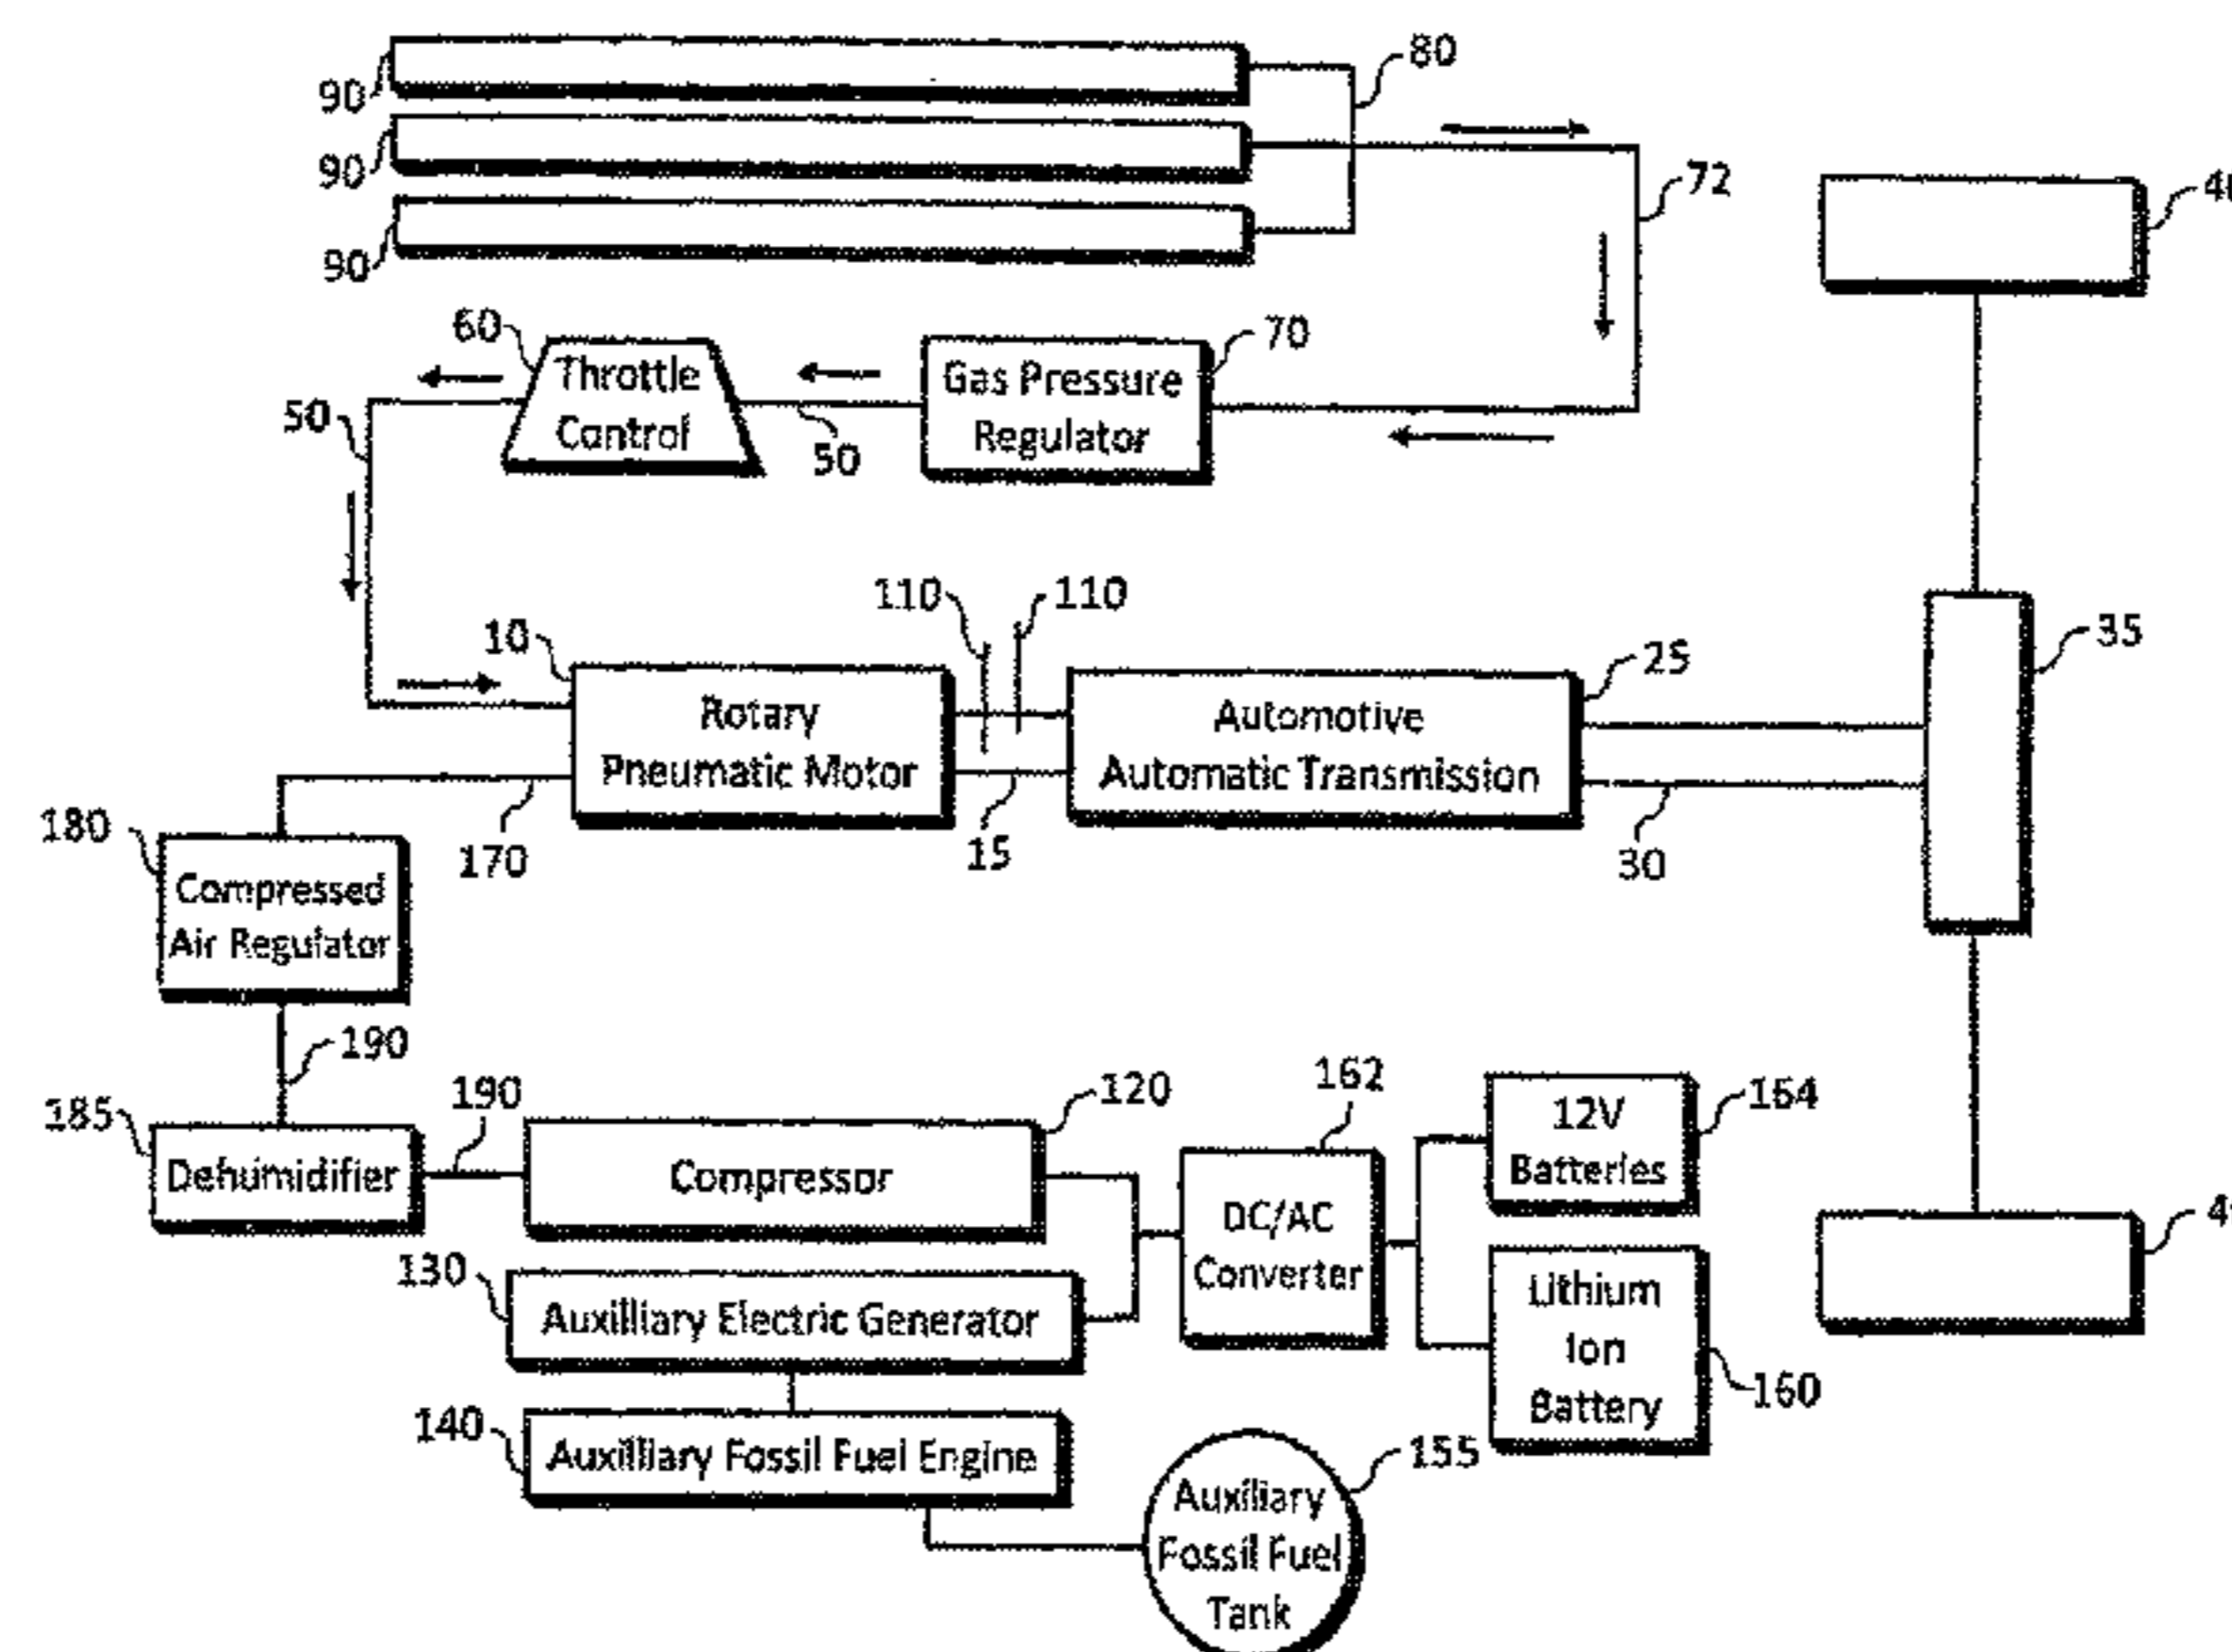 80
90
90
72
90
60
Throttle
Control
50
50
Gas Pressure
Regulator
70
110
110
10
Rotary
Pneumatic Motor
25
Automotive
Automatic Transmission
35
180
170
15
30
Compressed
Air Regulator
190
185
Dehumidifier
190
120
Compressor
162
DC/AC
Converter
12V
Batteries
164
130
Auxilliary Electric Generator
Lithium
Ion
Battery
160
140
Auxilliary Fossil Fuel Engine
155
Auxiliary
Fossil Fuel
Tank